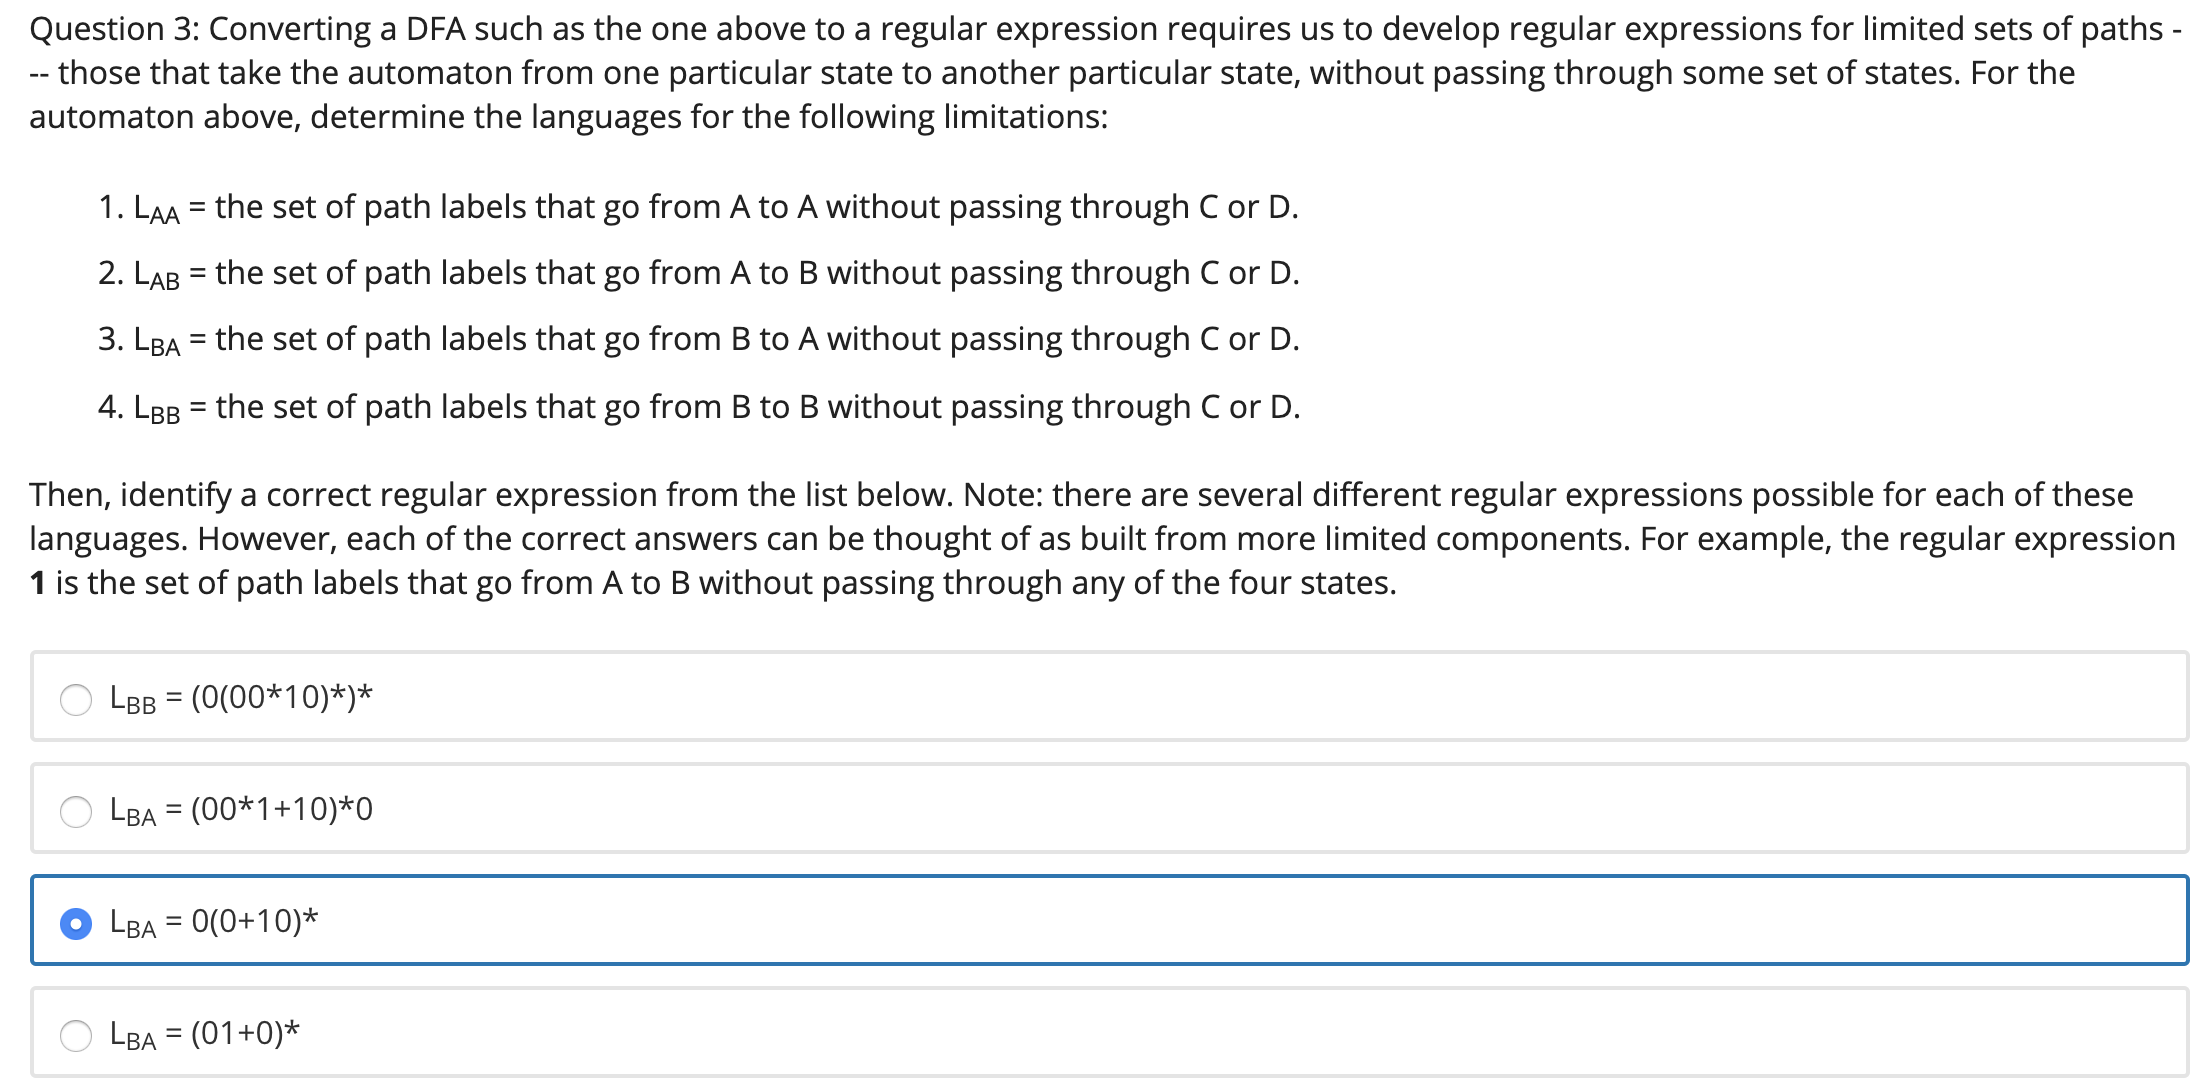 Question 3: Converting a DFA such as the one above to a regular expression requires us to develop regular expressions for limited sets of paths -
-- those that take the automaton from one particular state to another particular state, without passing through some set of states. For the
automaton above, determine the languages for the following limitations:
1. LAA = the set of path labels that go from A to A without passing through C or D.
2. LAB = the set of path labels that go from A to B without passing through C or D.
3. LBA = the set of path labels that go from B to A without passing through C or D.
4. LBB = the set of path labels that go from B to B without passing through C or D.
Then, identify a correct regular expression from the list below. Note: there are several different regular expressions possible for each of these
languages. However, each of the correct answers can be thought of as built from more limited components. For example, the regular expression
1 is the set of path labels that go from A to B without passing through any of the four states.
LBB = (0(00*10)*)*
LBA = (00*1+10)*0
LBA = 0(0+10)*
LBA = (01+0)*